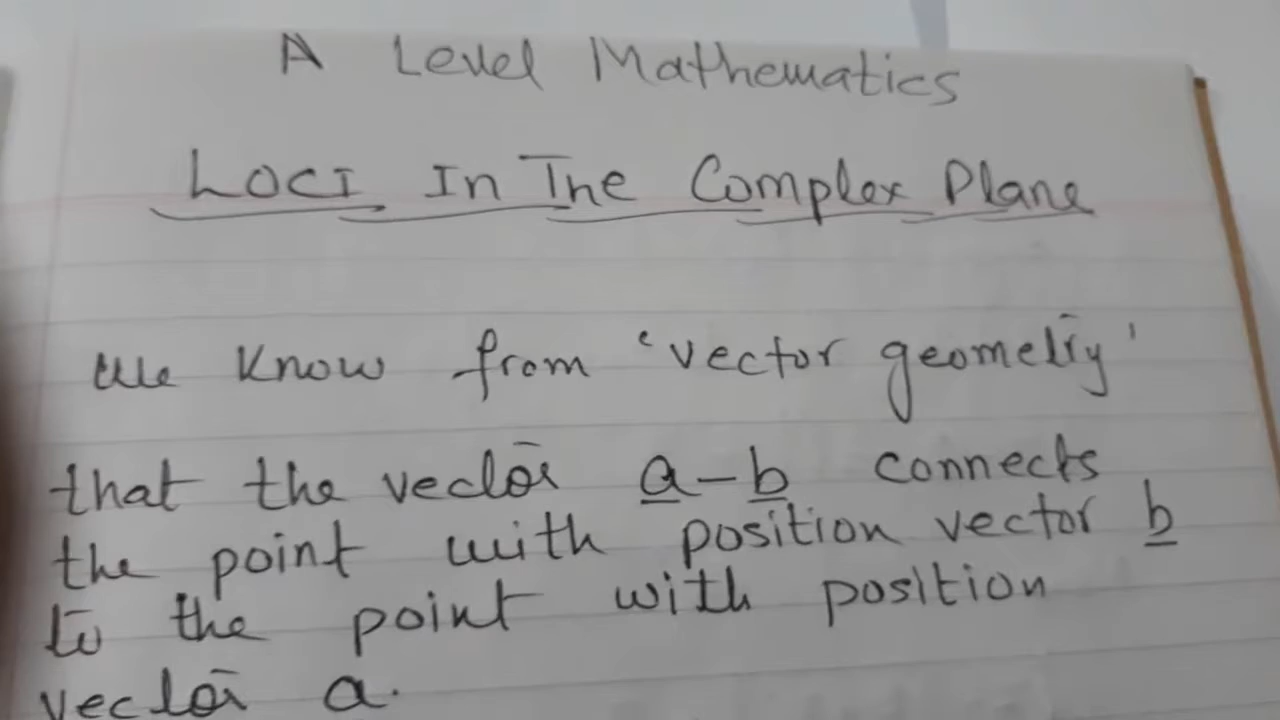 A Level Mathematics
LOCI In The Complex Plane
We know from 'vector geometry'
that the vector a - b connects
the point with position vector b
to the point with position
vector a.